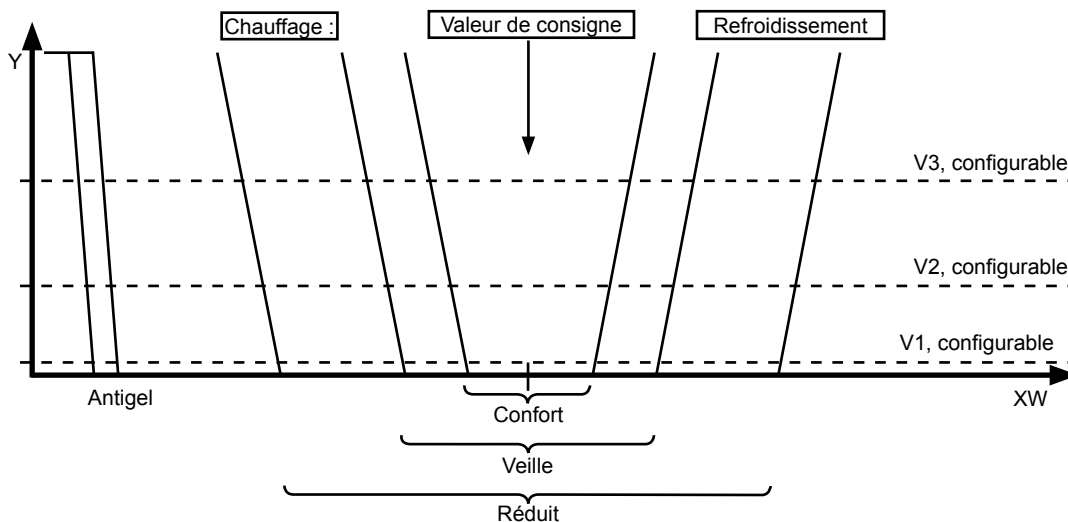 Chauffage :
Valeur de consigne
Refroidissement
Y
V3, configurable
V2, configurable
V1, configurable
Antigel
XW
Confort
Veille
Réduit